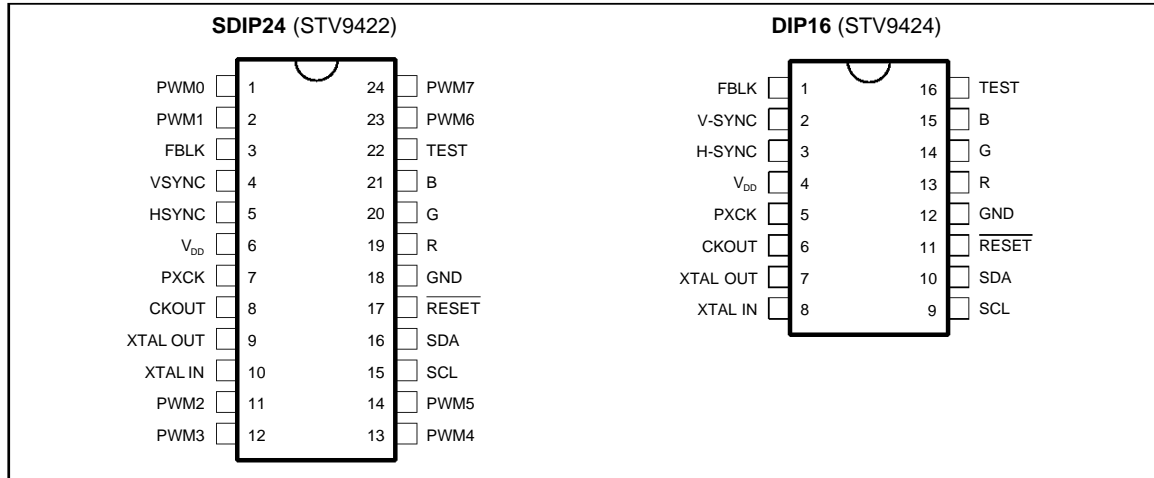 SDIP24 (STV9422)
PWM0 1 24 PWM7
PWM1 2 23 PWM6
FBLK 3 22 TEST
VSYNC 4 21 B
HSYNC 5 20 G
VDD 6 19 R
PXCK 7 18 GND
CKOUT 8 17 RESET
XTAL OUT 9 16 SDA
XTAL IN 10 15 SCL
PWM2 11 14 PWM5
PWM3 12 13 PWM4
DIP16 (STV9424)
FBLK 1 16 TEST
V-SYNC 2 15 B
H-SYNC 3 14 G
VDD 4 13 R
PXCK 5 12 GND
CKOUT 6 11 RESET
XTAL OUT 7 10 SDA
XTAL IN 8 9 SCL